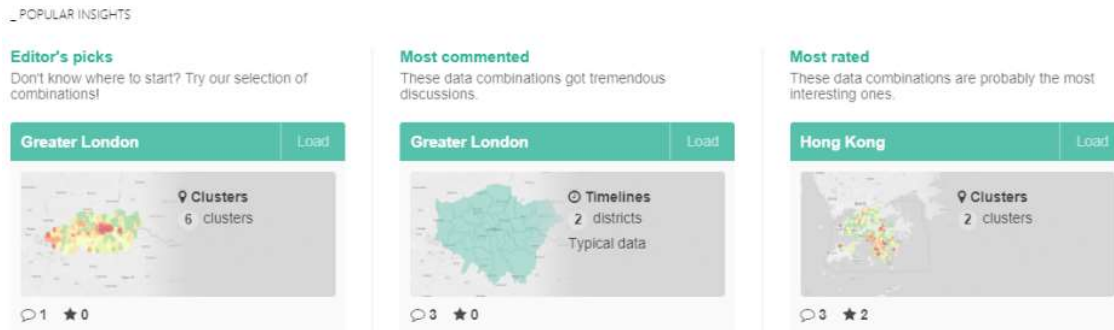 _ POPULAR INSIGHTS
Editor's picks
Don't know where to start? Try our selection of
combinations!
Greater London Load
Clusters
6 clusters
1 0
Most commented
These data combinations got tremendous
discussions.
Greater London Load
Timelines
2 districts
Typical data
3 0
Most rated
These data combinations are probably the most
interesting ones.
Hong Kong Load
Clusters
2 clusters
3 2